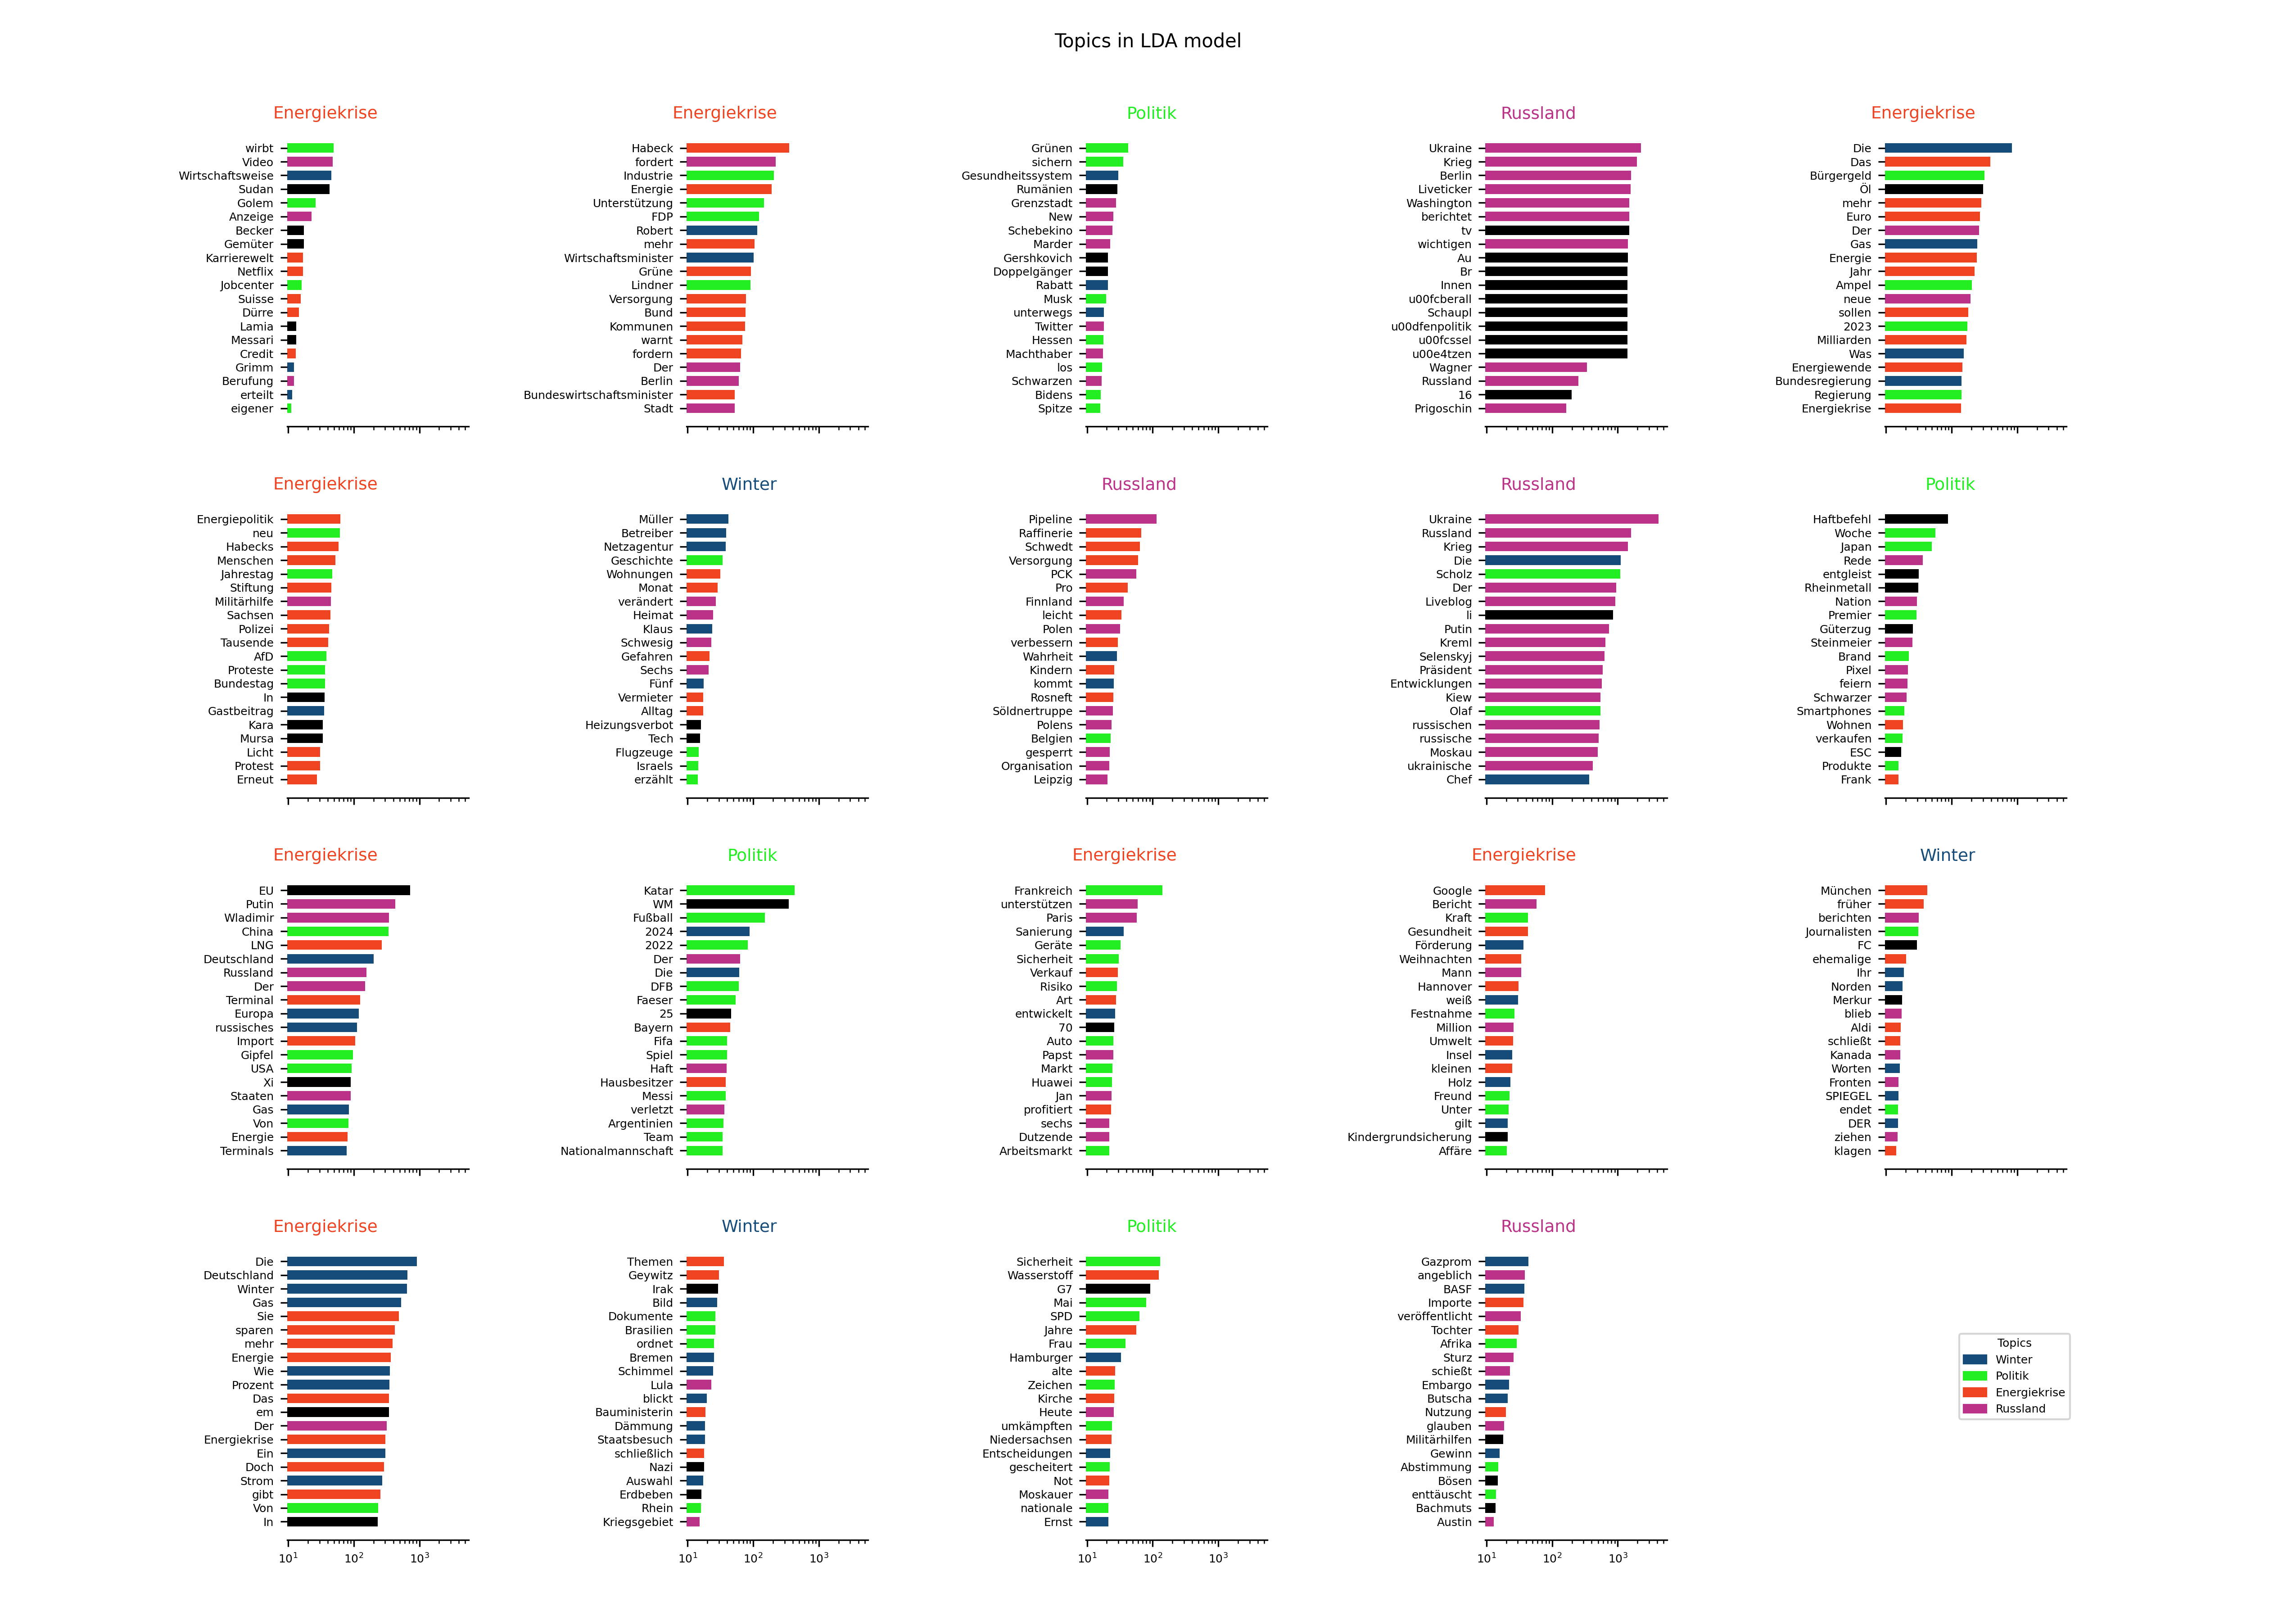 Topics in LDA model
Energiekrise
wirbt
Video
Wirtschaftsweise
Sudan
Golem
Anzeige
Becker
Gemüter
Karrierewelt
Netflix
Jobcenter
Suisse
Dürre
Lamia
Messari
Credit
Grimm
Berufung
erteilt
eigener
Energiekrise
Habeck
fordert
Industrie
Energie
Unterstützung
FDP
Robert
mehr
Wirtschaftsminister
Grüne
Lindner
Versorgung
Bund
Kommunen
warnt
fordern
Der
Berlin
Bundeswirtschaftsminister
Stadt
Politik
Grünen
sichern
Gesundheitssystem
Rumänien
Grenzstadt
New
Schebekino
Marder
Gershkovich
Doppelgänger
Rabatt
Musk
unterwegs
Twitter
Hessen
Machthaber
los
Schwarzen
Bidens
Spitze
Russland
Ukraine
Krieg
Berlin
Liveticker
Washington
berichtet
tv
wichtigen
Au
Br
Innen
u00fcberall
Schaupl
u00dfenpolitik
u00fcssel
u00e4tzen
Wagner
Russland
16
Prigoschin
Energiekrise
Die
Das
Bürgergeld
Öl
mehr
Euro
Der
Gas
Energie
Jahr
Ampel
neue
sollen
2023
Milliarden
Was
Energiewende
Bundesregierung
Regierung
Energiekrise
Energiekrise
Energiepolitik
neu
Habecks
Menschen
Jahrestag
Stiftung
Militärhilfe
Sachsen
Polizei
Tausende
AfD
Proteste
Bundestag
In
Gastbeitrag
Kara
Mursa
Licht
Protest
Erneut
Winter
Müller
Betreiber
Netzagentur
Geschichte
Wohnungen
Monat
verändert
Heimat
Klaus
Schwesig
Gefahren
Sechs
Fünf
Vermieter
Alltag
Heizungsverbot
Tech
Flugzeuge
Israels
erzählt
Russland
Pipeline
Raffinerie
Schwedt
Versorgung
PCK
Pro
Finnland
leicht
Polen
verbessern
Wahrheit
Kindern
kommt
Rosneft
Söldnertruppe
Polens
Belgien
gesperrt
Organisation
Leipzig
Russland
Ukraine
Russland
Krieg
Die
Scholz
Der
Liveblog
li
Putin
Kreml
Selenskyj
Präsident
Entwicklungen
Kiew
Olaf
russischen
russische
Moskau
ukrainische
Chef
Politik
Haftbefehl
Woche
Japan
Rede
entgleist
Rheinmetall
Nation
Premier
Güterzug
Steinmeier
Brand
Pixel
feiern
Schwarzer
Smartphones
Wohnen
verkaufen
ESC
Produkte
Frank
Energiekrise
EU
Putin
Wladimir
China
LNG
Deutschland
Russland
Der
Terminal
Europa
russisches
Import
Gipfel
USA
Xi
Staaten
Gas
Von
Energie
Terminals
Politik
Katar
WM
Fußball
2024
2022
Der
Die
DFB
Faeser
25
Bayern
Fifa
Spiel
Haft
Hausbesitzer
Messi
verletzt
Argentinien
Team
Nationalmannschaft
Energiekrise
Frankreich
unterstützen
Paris
Sanierung
Geräte
Sicherheit
Verkauf
Risiko
Art
entwickelt
70
Auto
Papst
Markt
Huawei
Jan
profitiert
sechs
Dutzende
Arbeitsmarkt
Energiekrise
Google
Bericht
Kraft
Gesundheit
Förderung
Weihnachten
Mann
Hannover
weiß
Festnahme
Million
Umwelt
Insel
kleinen
Holz
Freund
Unter
gilt
Kindergrundsicherung
Affäre
Winter
München
früher
berichten
Journalisten
FC
ehemalige
Ihr
Norden
Merkur
blieb
Aldi
schließt
Kanada
Worten
Fronten
SPIEGEL
endet
DER
ziehen
klagen
Energiekrise
Die
Deutschland
Winter
Gas
Sie
sparen
mehr
Energie
Wie
Prozent
Das
em
Der
Energiekrise
Ein
Doch
Strom
gibt
Von
In
10¹ 10² 10³
Winter
Themen
Geywitz
Irak
Bild
Dokumente
Brasilien
ordnet
Bremen
Schimmel
Lula
blickt
Bauministerin
Dämmung
Staatsbesuch
schließlich
Nazi
Auswahl
Erdbeben
Rhein
Kriegsgebiet
10¹ 10² 10³
Politik
Sicherheit
Wasserstoff
G7
Mai
SPD
Jahre
Frau
Hamburger
alte
Zeichen
Kirche
Heute
umkämpften
Niedersachsen
Entscheidungen
gescheitert
Not
Moskauer
nationale
Ernst
10¹ 10² 10³
Russland
Gazprom
angeblich
BASF
Importe
veröffentlicht
Tochter
Afrika
Sturz
schießt
Embargo
Butscha
Nutzung
glauben
Militärhilfen
Gewinn
Abstimmung
Bösen
enttäuscht
Bachmuts
Austin
10¹ 10² 10³
Topics
Winter
Politik
Energiekrise
Russland